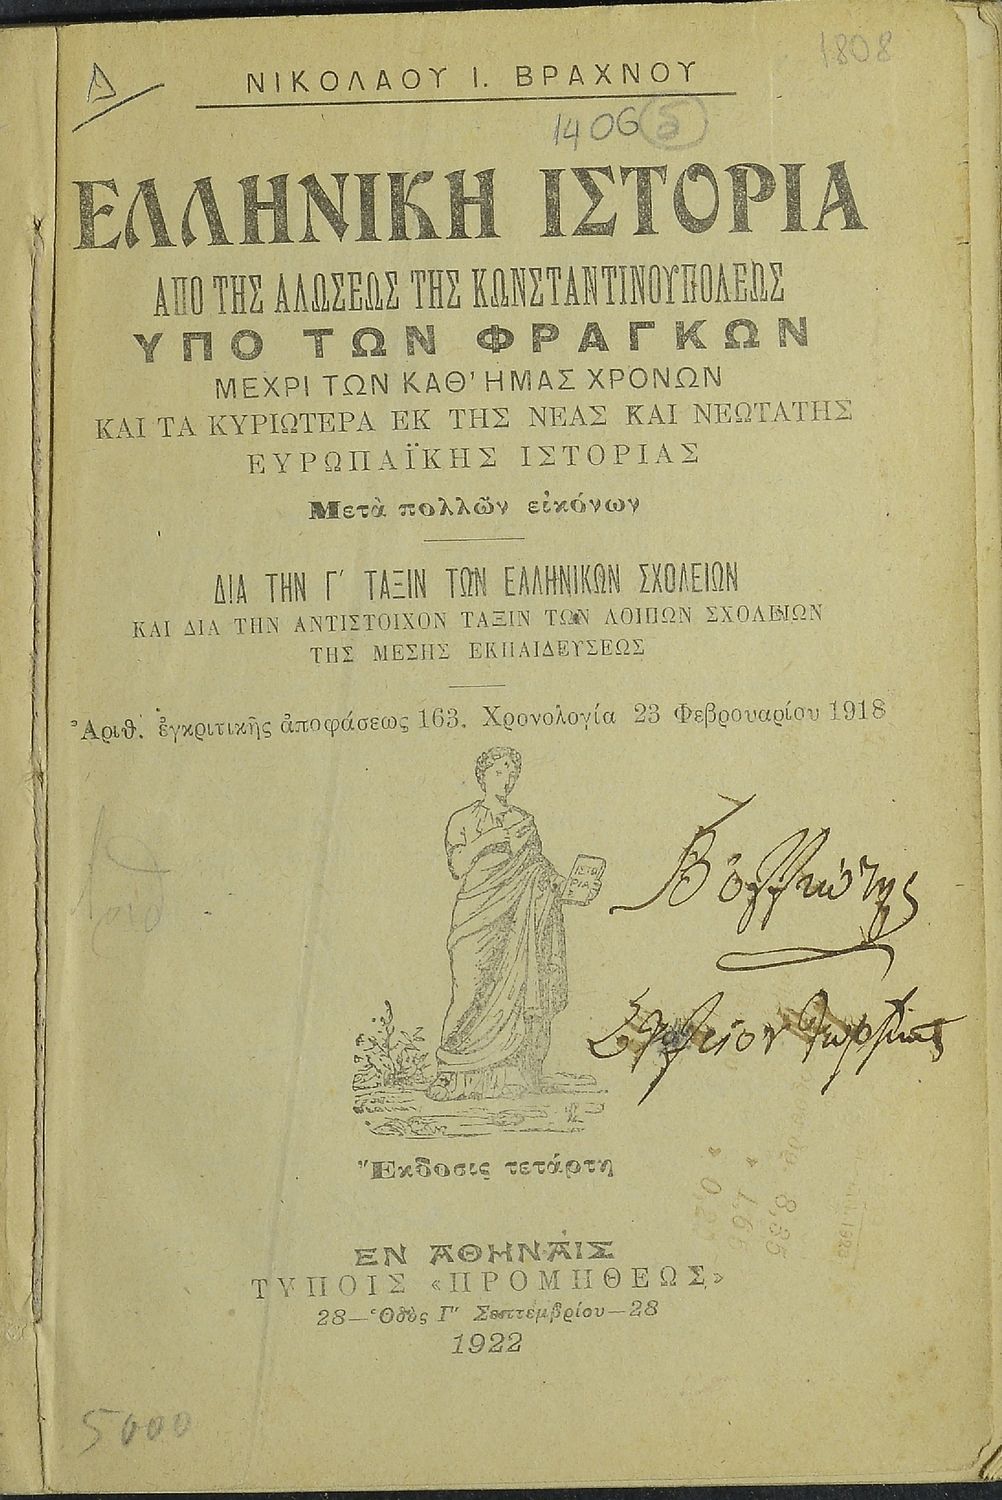 1808
Δ
ΝΙΚΟΛΑΟΥ Ι. ΒΡΑΧΝΟΥ
1406
ΕΛΛΗΝΙΚΗ ΙΣΤΟΡΙΑ
ΑΠΟ ΤΗΣ ΑΛΩΣΕΩΣ ΤΗΣ ΚΩΝΣΤΑΝΤΙΝΟΥΠΟΛΕΩΣ
ΥΠΟ ΤΩΝ ΦΡΑΓΚΩΝ
ΜΕΧΡΙ ΤΩΝ ΚΑΘ' ΗΜΑΣ ΧΡΟΝΩΝ
ΚΑΙ ΤΑ ΚΥΡΙΩΤΕΡΑ ΕΚ ΤΗΣ ΝΕΑΣ ΚΑΙ ΝΕΩΤΑΤΗΣ
ΕΥΡΩΠΑΪΚΗΣ ΙΣΤΟΡΙΑΣ
Μετὰ πολλῶν εἰκόνων
ΔΙΑ ΤΗΝ Γ' ΤΑΞΙΝ ΤΩΝ ΕΛΛΗΝΙΚΩΝ ΣΧΟΛΕΙΩΝ
ΚΑΙ ΔΙΑ ΤΗΝ ΑΝΤΙΣΤΟΙΧΟΝ ΤΑΞΙΝ ΤΩΝ ΛΟΙΠΩΝ ΣΧΟΛΕΙΩΝ
ΤΗΣ ΜΕΣΗΣ ΕΚΠΑΙΔΕΥΣΕΩΣ
Ἀριθ. ἐγκριτικῆς ἀποφάσεως 163. Χρονολογία 23 Φεβρουαρίου 1918
ΙΣΤΟ
ΡΙΑ
Ἔκδοσις τετάρτη
ΕΝ ΑΘΗΝΑΙΣ
ΤΥΠΟΙΣ «ΠΡΟΜΗΘΕΩΣ»
28—Ὁδὸς Γ' Σεπτεμβρίου—28
1922
5000